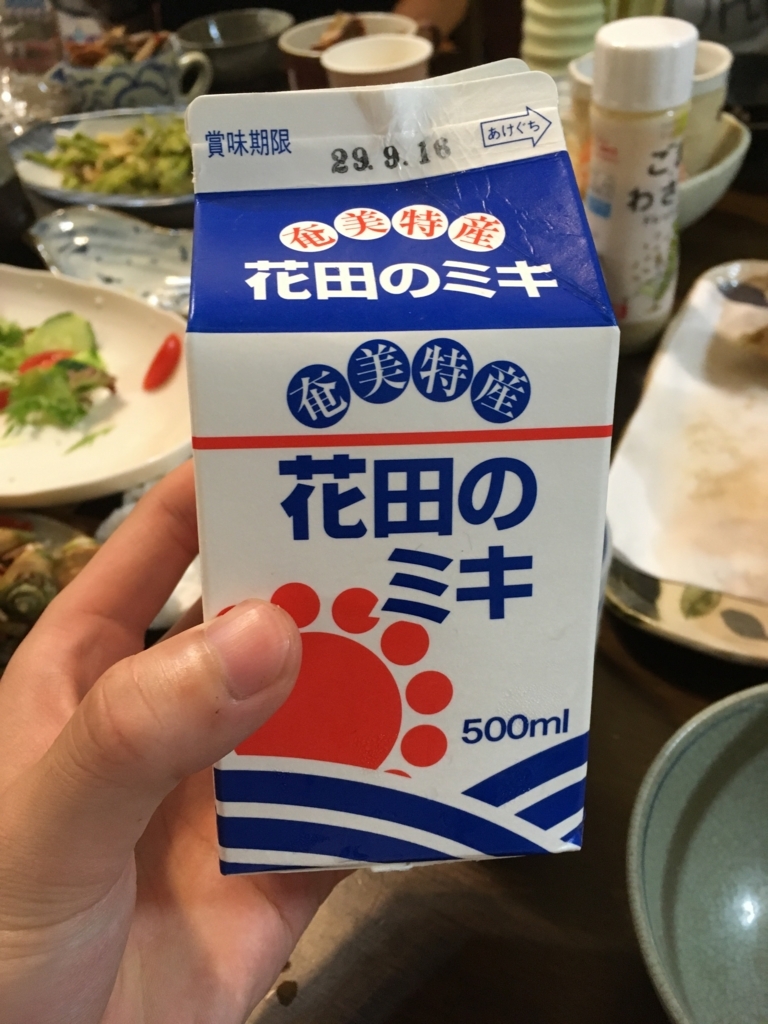 賞味期限
29.9.16
あけぐち
奄美特産
花田のミキ
奄美特産
花田の
ミキ
500ml